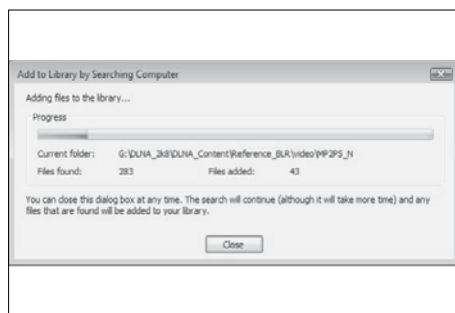 Add to Library by Searching Computer
Adding files to the library...
Progress
Current folder: G:\DLNA_2k8\DLNA_Content\Reference_BLR\video\MP2PS_N
Files found: 283 Files added: 43
You can close this dialog box at any time. The search will continue (although it will take more time) and any
files that are found will be added to your library.
Close